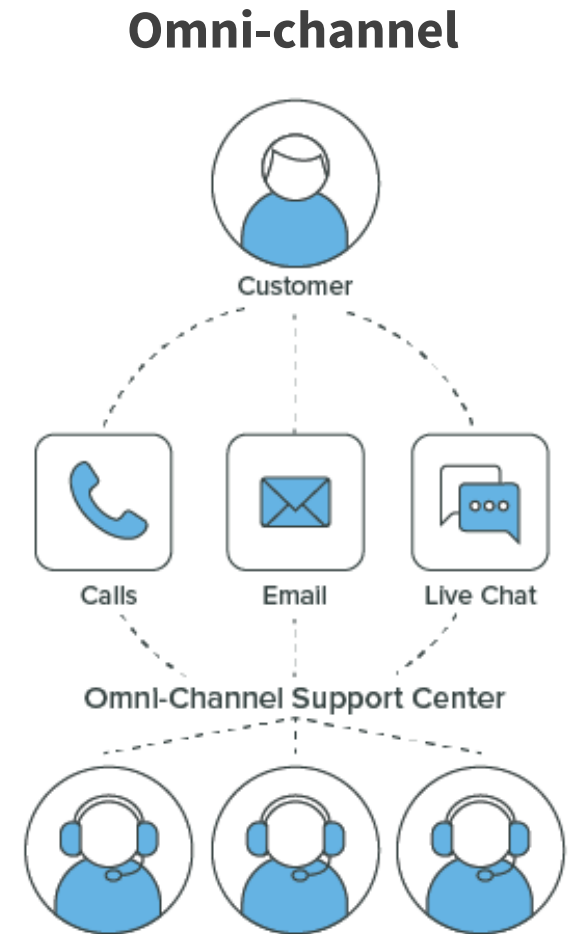 Omni-channel
Customer
Calls
Email
Live Chat
Omni-Channel Support Center